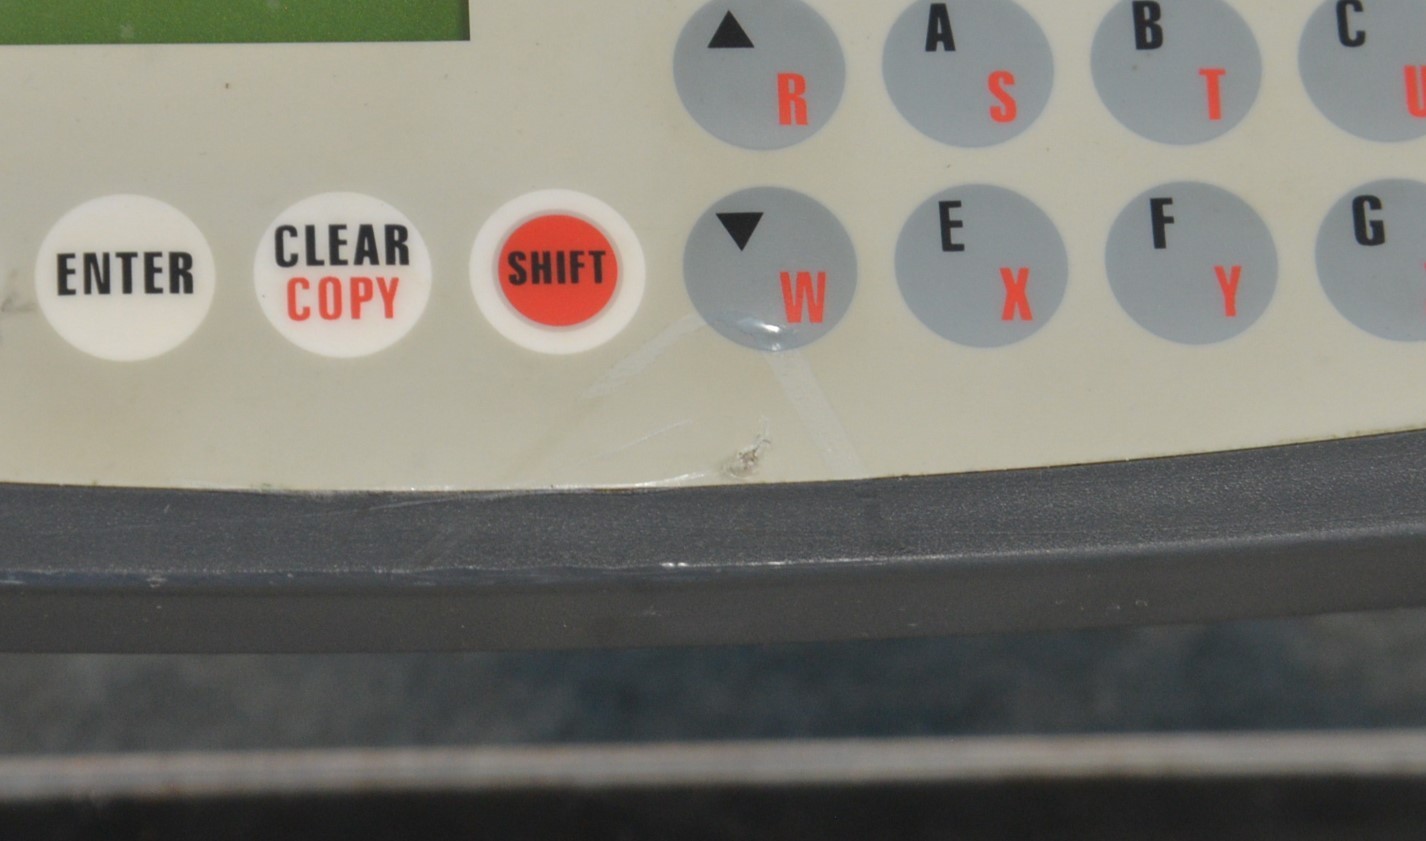 ▲ R A S B T C U
ENTER
CLEAR
COPY
SHIFT
▼ W E X F Y G